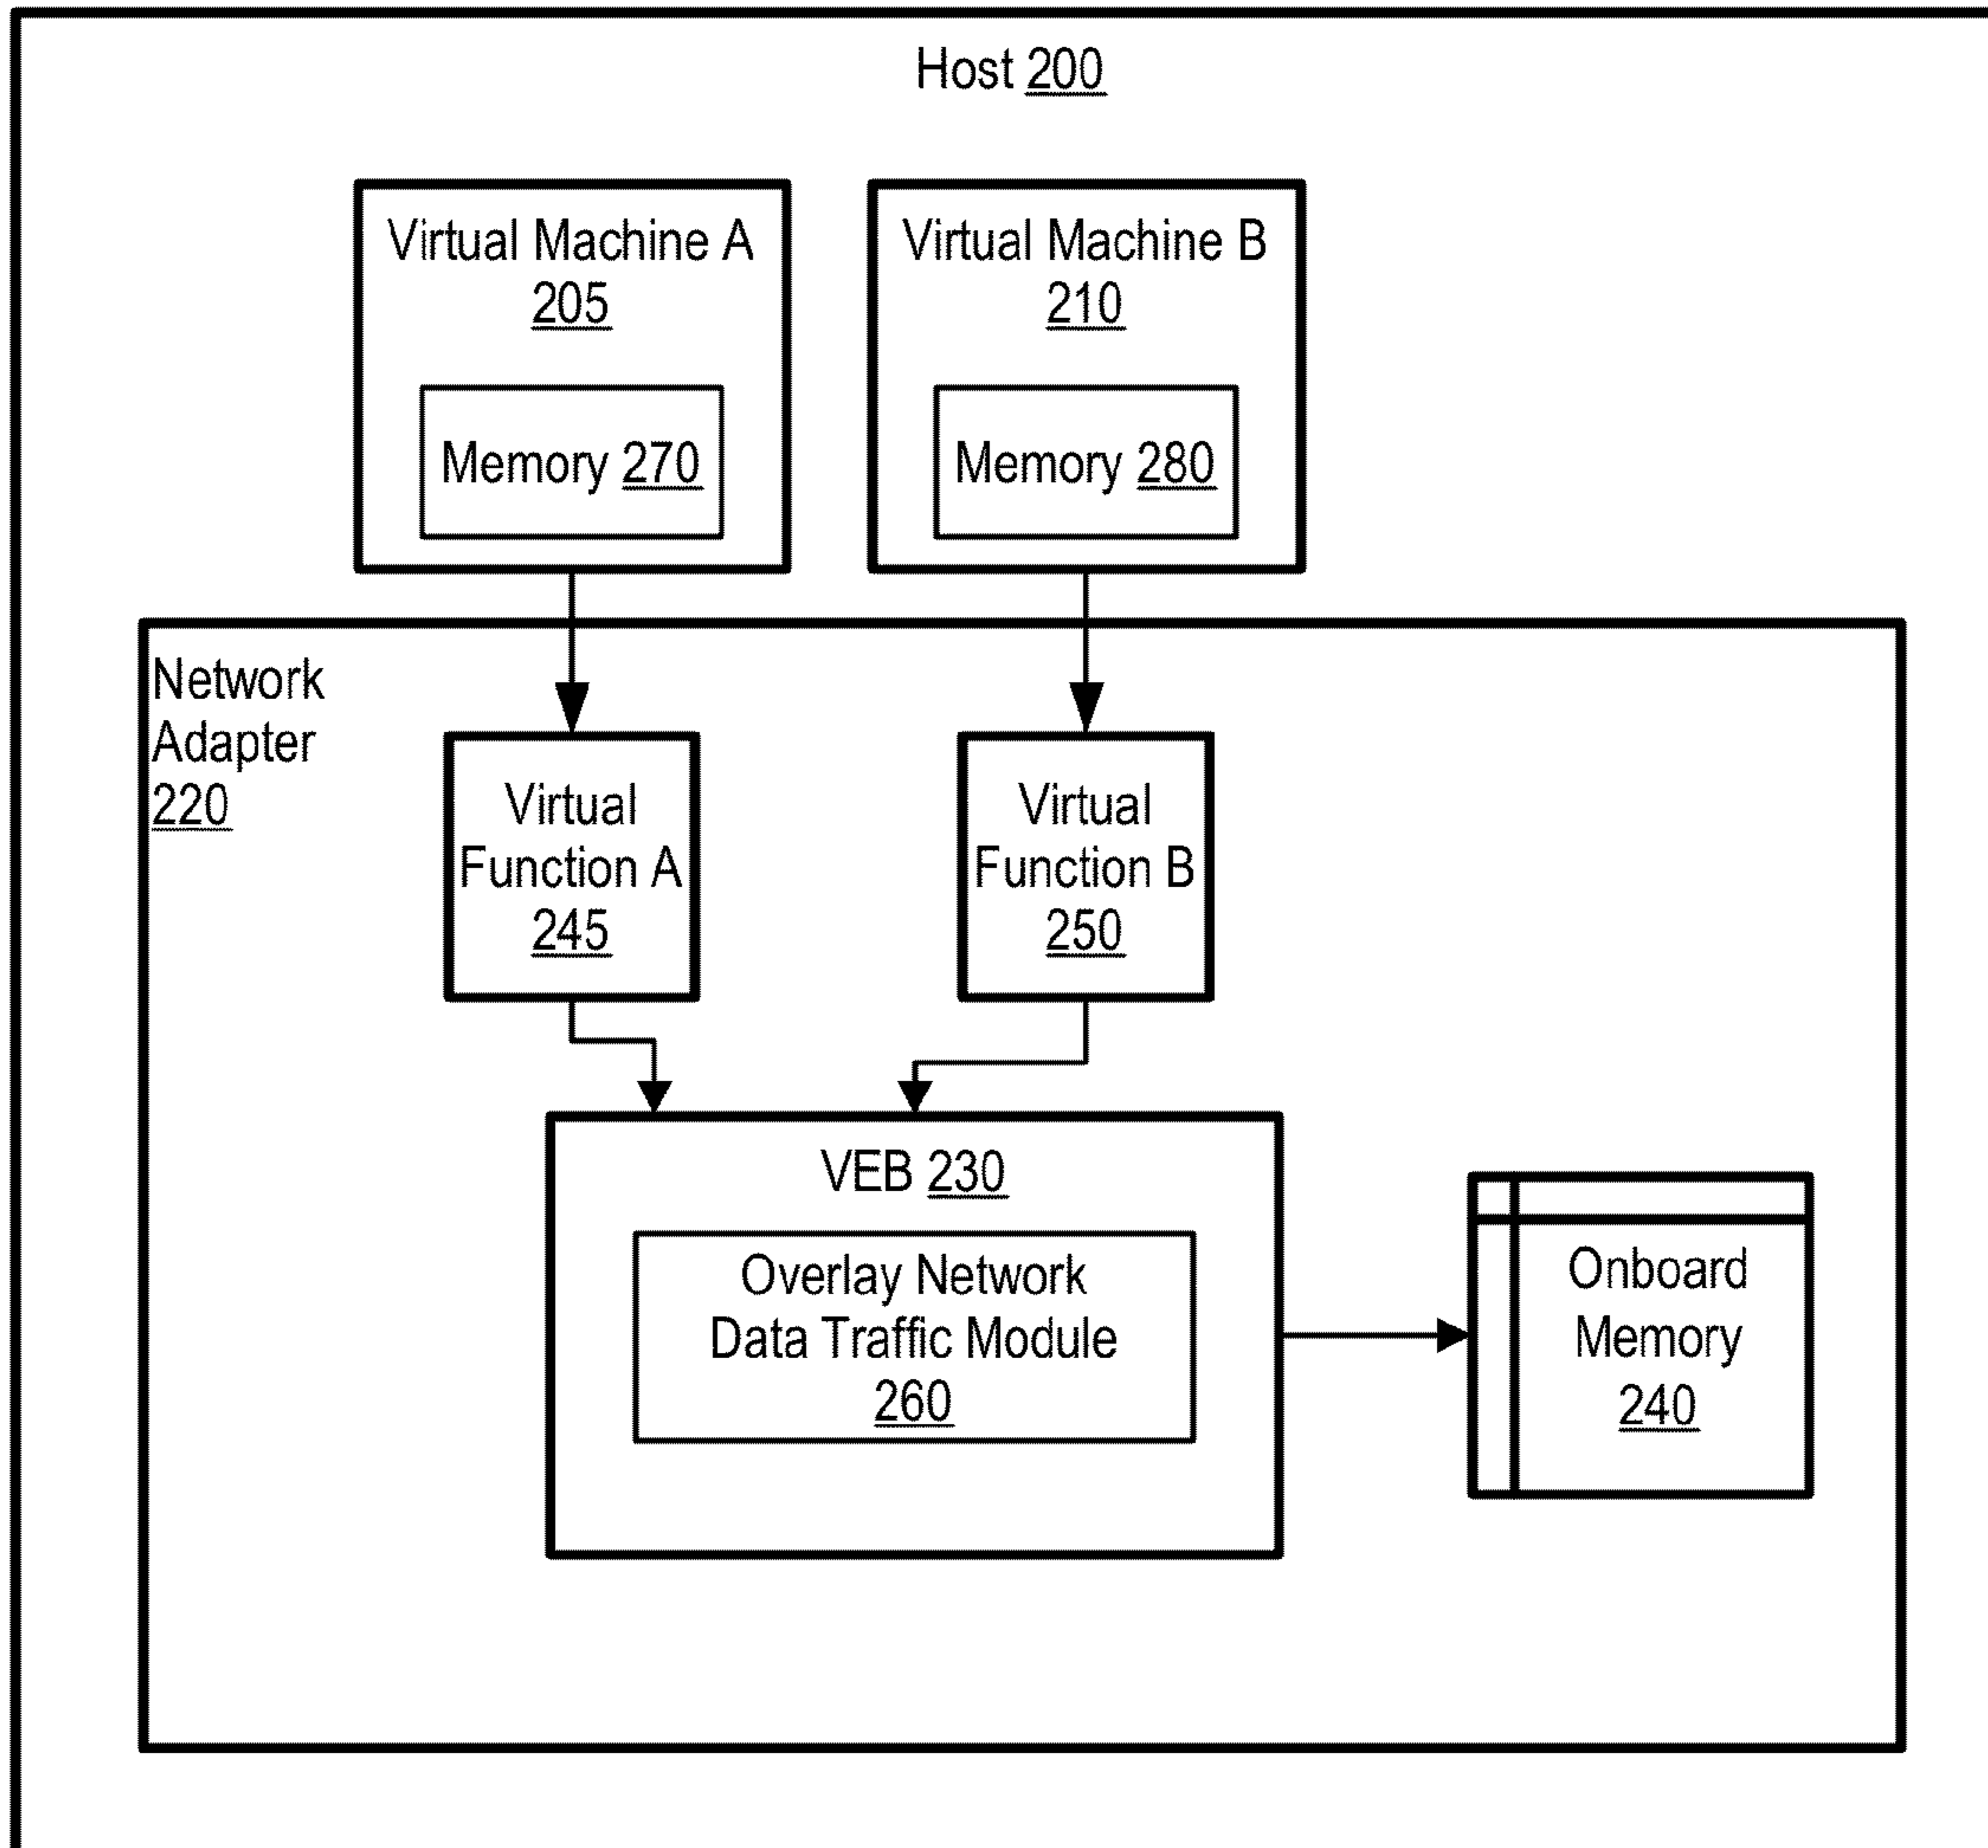 Host 200
Virtual Machine A
205
Memory 270
Virtual Machine B
210
Memory 280
Network
Adapter
220
Virtual
Function A
245
Virtual
Function B
250
VEB 230
Overlay Network
Data Traffic Module
260
Onboard
Memory
240